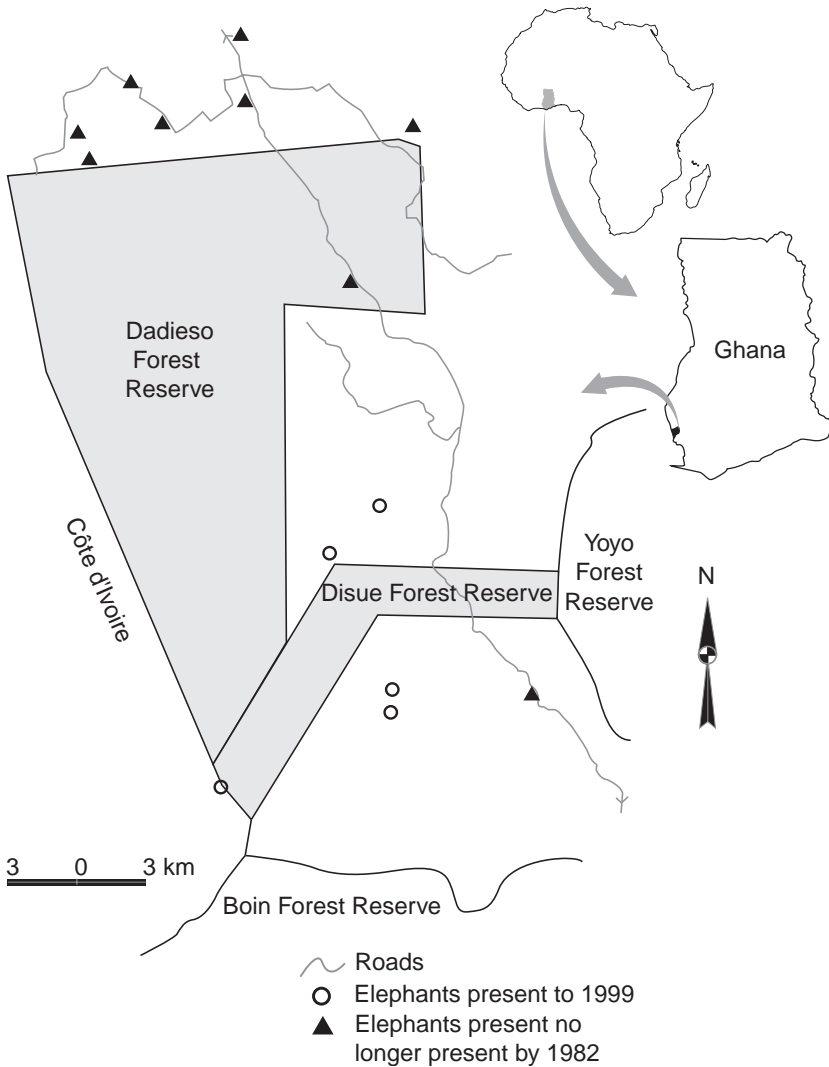 Dadieso
Forest
Reserve
Ghana
Côte d'Ivoire
Yoyo
Forest
Reserve
Disue Forest Reserve
N
3 0 3 km
Boin Forest Reserve
Roads
Elephants present to 1999
Elephants present no
longer present by 1982